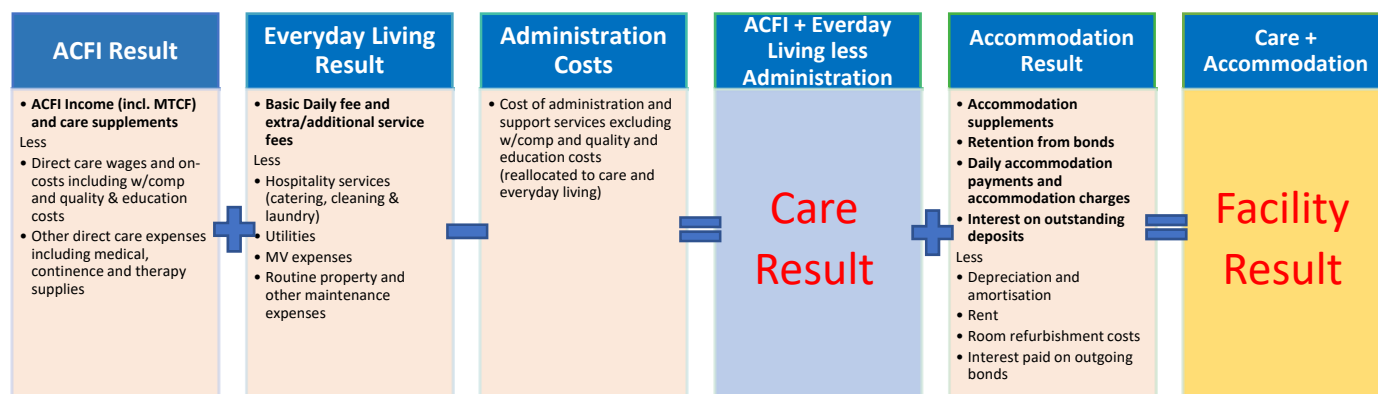 ACFI Result
• ACFI Income (incl. MTCF)
and care supplements
Less
• Direct care wages and on-
costs including w/comp
and quality & education
costs
• Other direct care expenses
including medical,
continence and therapy
supplies
Everyday Living
Result
• Basic Daily fee and
extra/additional service
fees
Less
• Hospitality services
(catering, cleaning &
laundry)
• Utilities
• MV expenses
• Routine property and
other maintenance
expenses
Administration
Costs
• Cost of administration and
support services excluding
w/comp and quality and
education costs
(reallocated to care and
everyday living)
ACFI + Everday
Living less
Administration
Care
Result
Accommodation
Result
• Accommodation
supplements
• Retention from bonds
• Daily accommodation
payments and
accommodation charges
• Interest on outstanding
deposits
Less
• Depreciation and
amortisation
• Rent
• Room refurbishment costs
• Interest paid on outgoing
bonds
Care +
Accommodation
Facility
Result